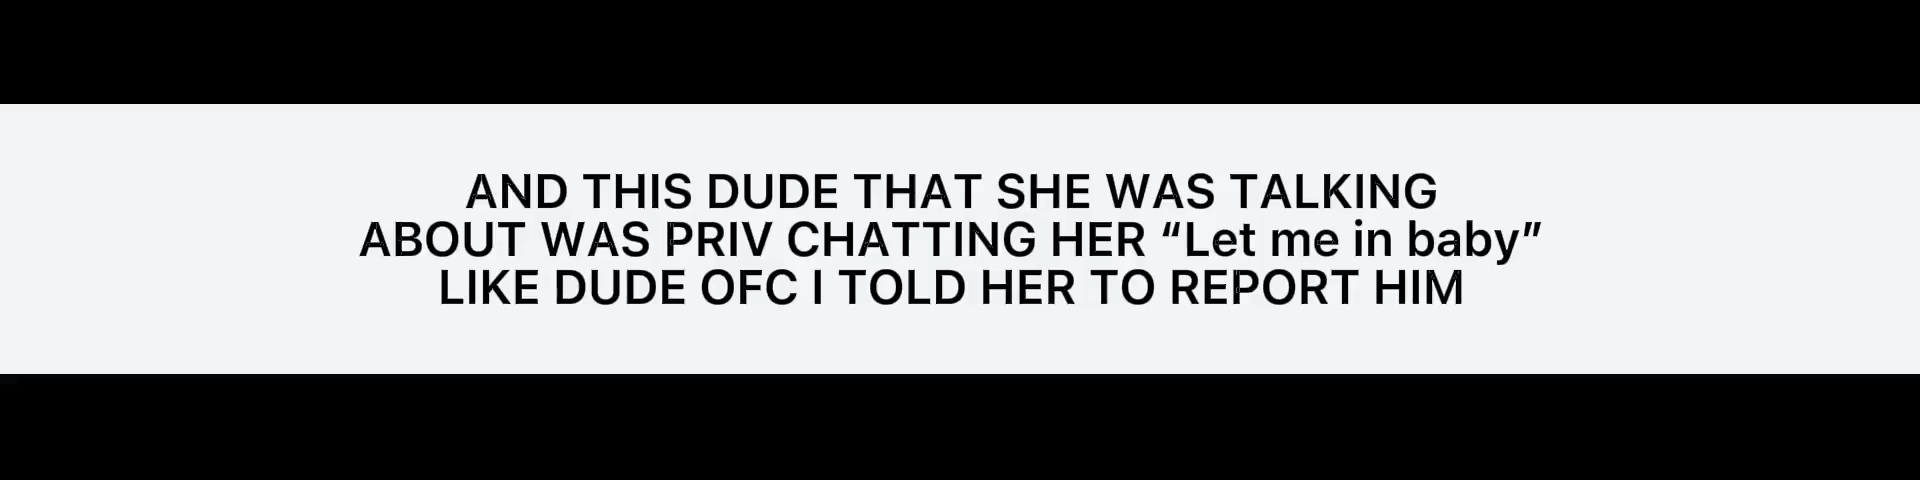 AND THIS DUDE THAT SHE WAS TALKING
ABOUT WAS PRIV CHATTING HER “Let me in baby”
LIKE DUDE OFC I TOLD HER TO REPORT HIM